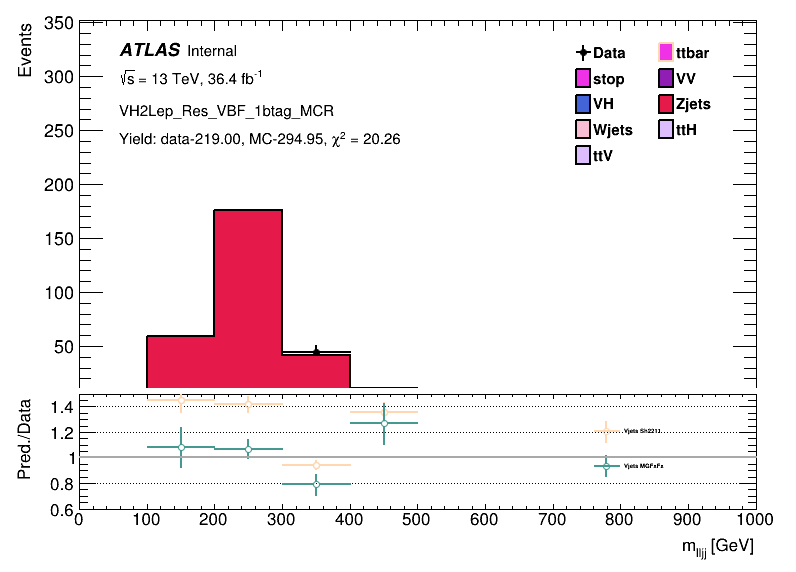 Events
350
300
250
200
150
100
50
ATLAS Internal
√s = 13 TeV, 36.4 fb⁻¹
VH2Lep_Res_VBF_1btag_MCR
Yield: data-219.00, MC-294.95, χ² = 20.26
Data
ttbar
stop
VV
VH
Zjets
Wjets
ttH
ttV
Pred./Data
1.4
1.2
1
0.8
0.6
Vjets Sh2211
Vjets MGFxFx
0 100 200 300 400 500 600 700 800 900 1000
m_lljj [GeV]